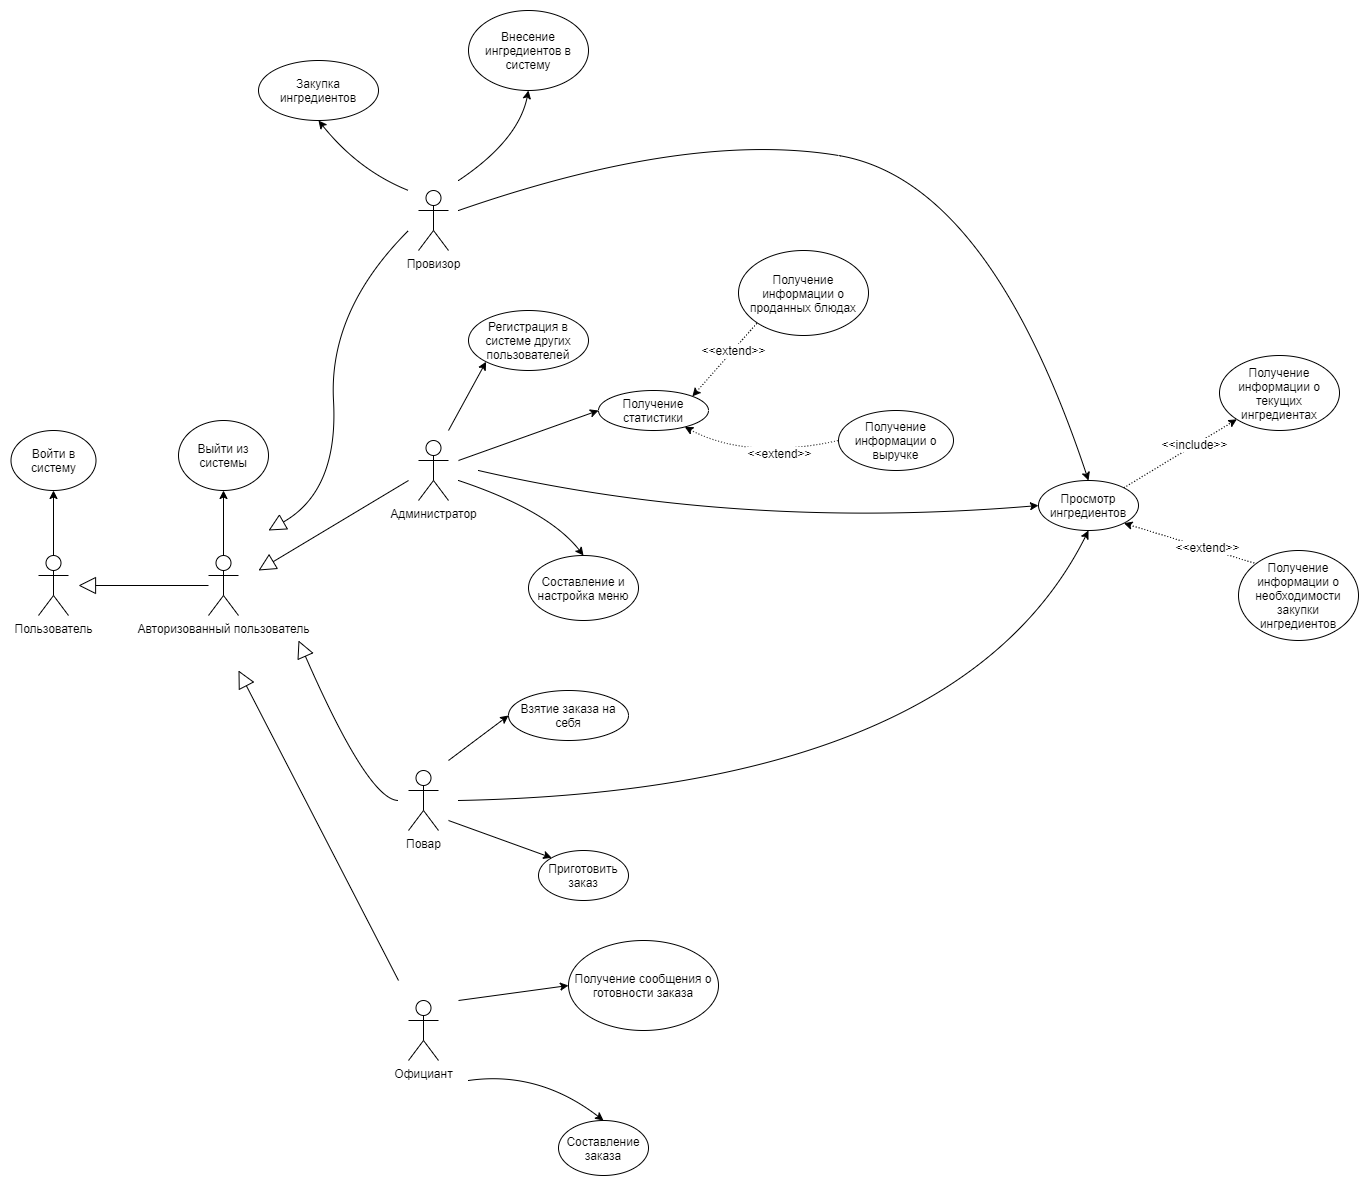 Внесение
ингредиентов в
систему
Закупка
ингредиентов
Провизор
Получение
информации о
проданных блюдах
<<extend>>
Регистрация в
системе других
пользователей
Получение
статистики
Получение
информации о
выручке
<<extend>>
Получение
информации о
текущих
ингредиентах
<<include>>
Войти в
систему
Выйти из
системы
Администратор
Просмотр
ингредиентов
<<extend>>
Получение
информации о
необходимости
закупки
ингредиентов
Составление и
настройка меню
Пользователь
Авторизованный пользователь
Взятие заказа на
себя
Повар
Приготовить
заказ
Получение сообщения о
готовности заказа
Официант
Составление
заказа